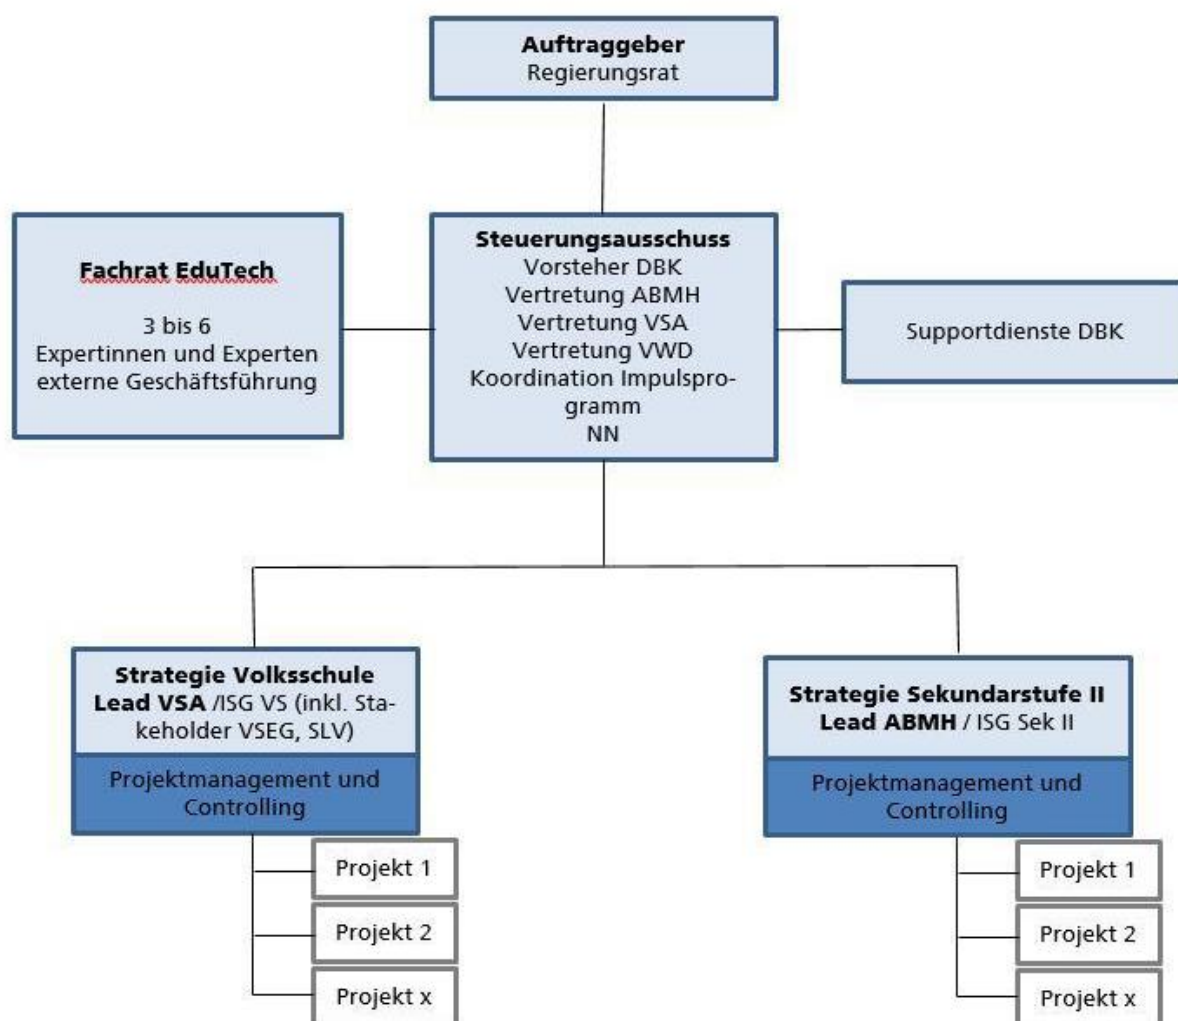 Auftraggeber
Regierungsrat
Fachrat EduTech
3 bis 6
Expertinnen und Experten
externe Geschäftsführung
Steuerungsausschuss
Vorsteher DBK
Vertretung ABMH
Vertretung VSA
Vertretung VWD
Koordination Impulspro-
gramm
NN
Supportdienste DBK
Strategie Volksschule
Lead VSA /ISG VS (inkl. Sta-
keholder VSEG, SLV)
Projektmanagement und
Controlling
Projekt 1
Projekt 2
Projekt x
Strategie Sekundarstufe II
Lead ABMH / ISG Sek II
Projektmanagement und
Controlling
Projekt 1
Projekt 2
Projekt x